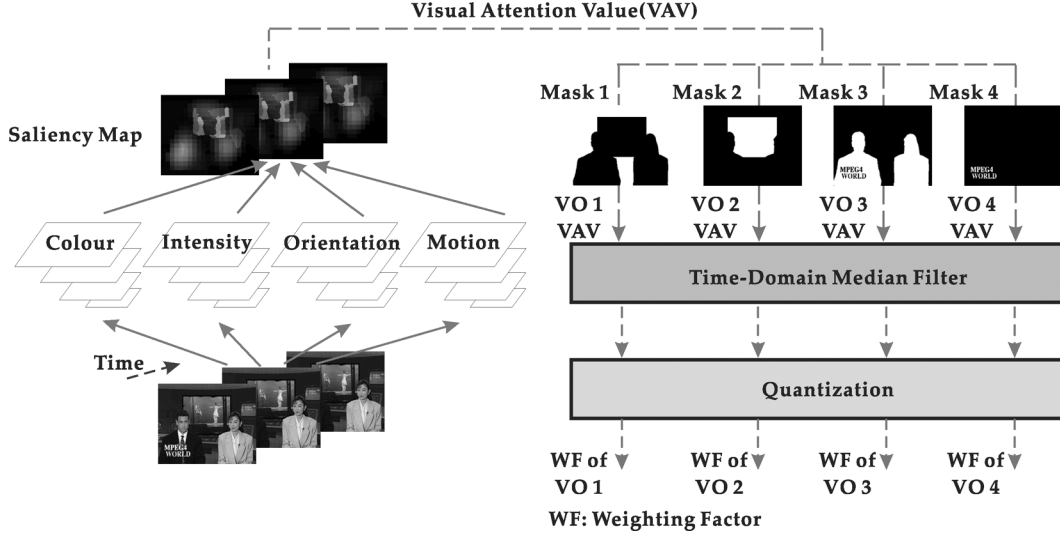 Visual Attention Value(VAV)
Mask 1
Mask 2
Mask 3
Mask 4
Saliency Map
MPEG4
WORLD
MPEG4
WORLD
VO 1
VAV
VO 2
VAV
VO 3
VAV
VO 4
VAV
Colour
Intensity
Orientation
Motion
Time-Domain Median Filter
Time
Quantization
MPEG4
WORLD
WF of
VO 1
WF of
VO 2
WF of
VO 3
WF of
VO 4
WF: Weighting Factor